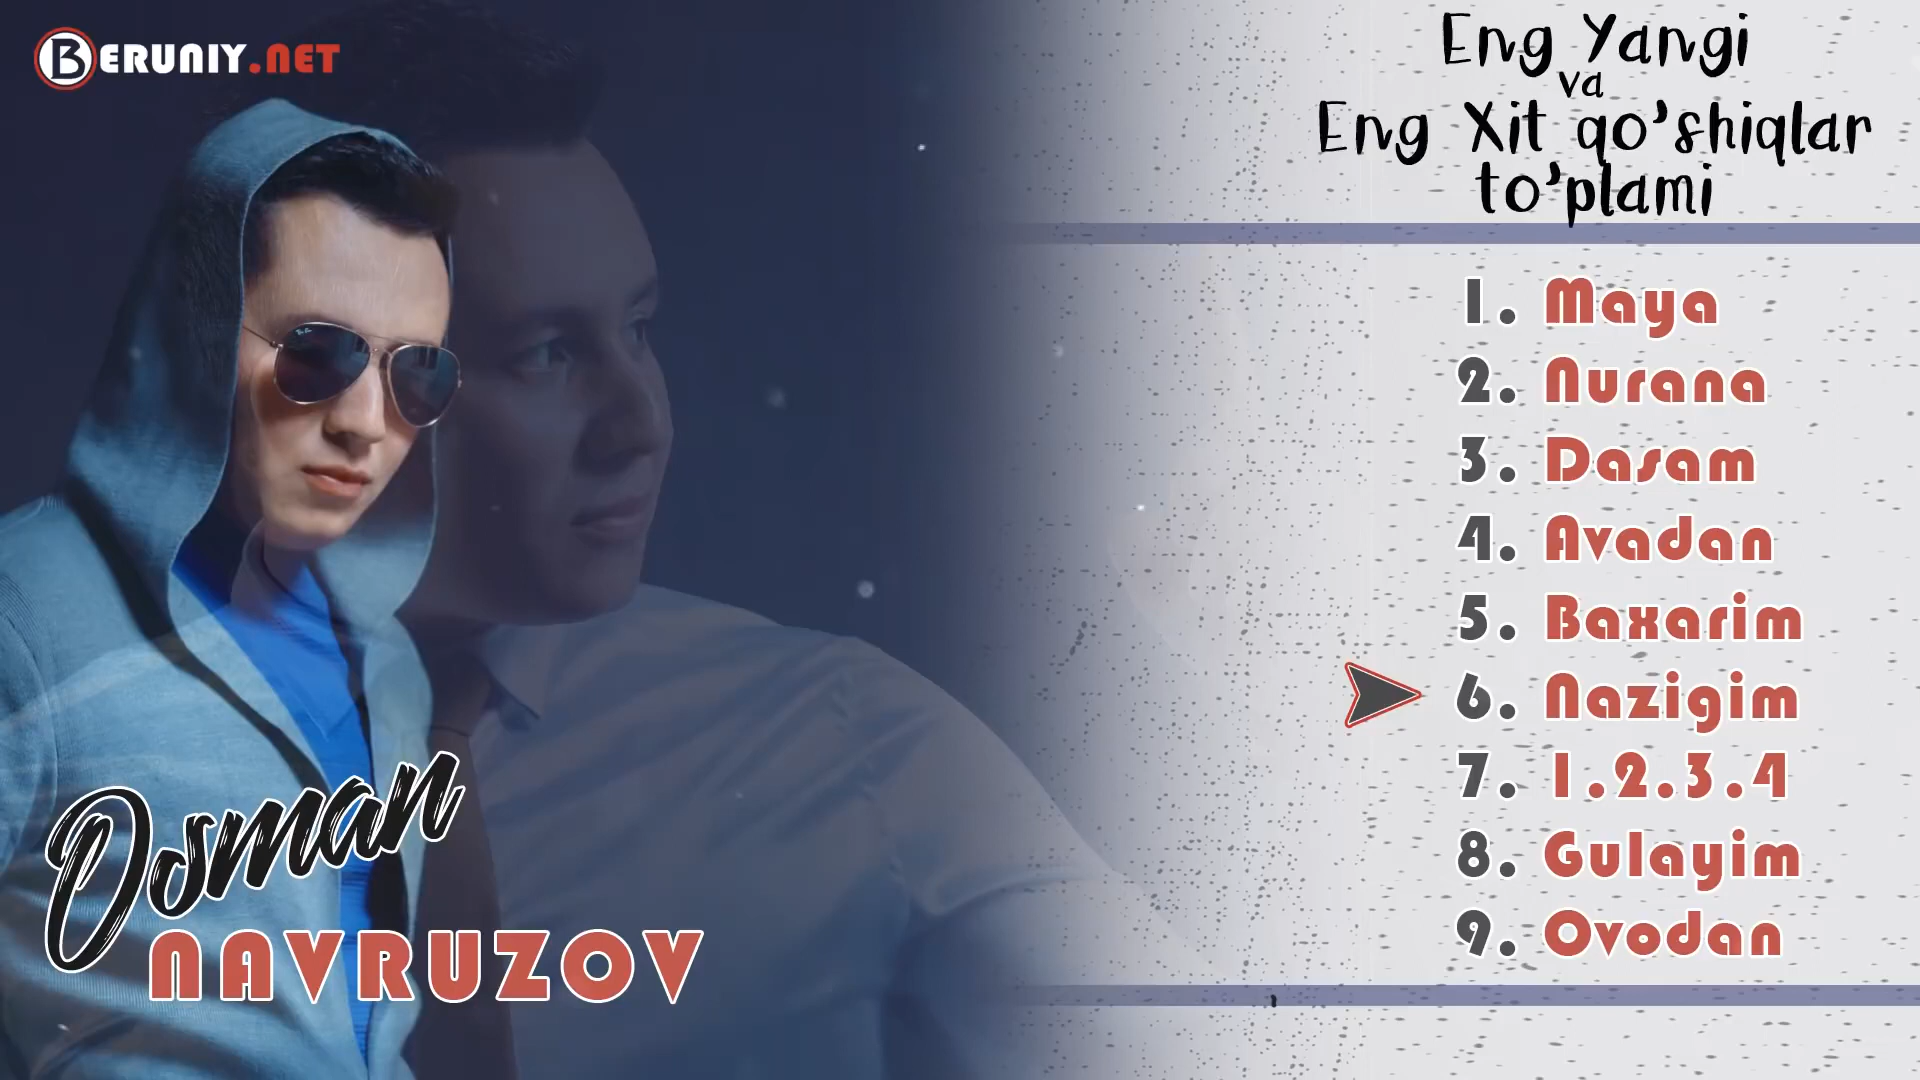 BERUNIY.NET
Eng Yangi
va
Eng Xit qo'shiqlar
to'plami
1. Maya
2. Nurana
3. Dasam
4. Avadan
5. Baxarim
6. Nazigim
7. 1.2.3.4
8. Gulayim
9. Ovodan
Osman
NAVRUZOV